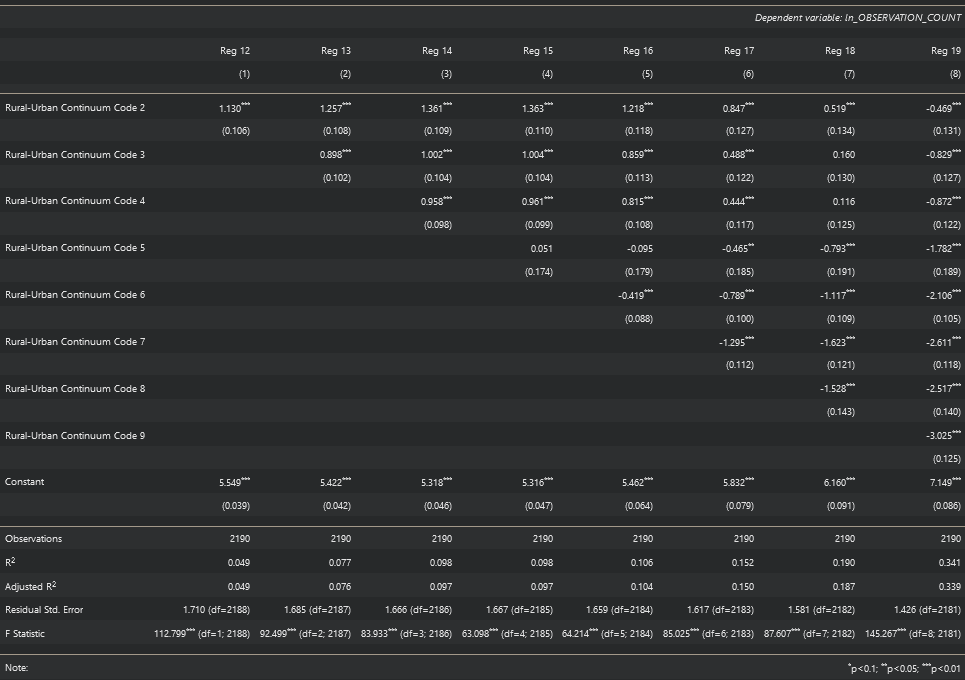 Dependent variable: ln_OBSERVATION_COUNT
Reg 12 Reg 13 Reg 14 Reg 15 Reg 16 Reg 17 Reg 18 Reg 19
(1) (2) (3) (4) (5) (6) (7) (8)
Rural-Urban Continuum Code 2 1.130*** 1.257*** 1.361*** 1.363*** 1.218*** 0.847*** 0.519*** -0.469***
(0.106) (0.108) (0.109) (0.110) (0.118) (0.127) (0.134) (0.131)
Rural-Urban Continuum Code 3 0.898*** 1.002*** 1.004*** 0.859*** 0.488*** 0.160 -0.829***
(0.102) (0.104) (0.104) (0.113) (0.122) (0.130) (0.127)
Rural-Urban Continuum Code 4 0.958*** 0.961*** 0.815*** 0.444*** 0.116 -0.872***
(0.098) (0.099) (0.108) (0.117) (0.125) (0.122)
Rural-Urban Continuum Code 5 0.051 -0.095 -0.465** -0.793*** -1.782***
(0.174) (0.179) (0.185) (0.191) (0.189)
Rural-Urban Continuum Code 6 -0.419*** -0.789*** -1.117*** -2.106***
(0.088) (0.100) (0.109) (0.105)
Rural-Urban Continuum Code 7 -1.295*** -1.623*** -2.611***
(0.112) (0.121) (0.118)
Rural-Urban Continuum Code 8 -1.528*** -2.517***
(0.143) (0.140)
Rural-Urban Continuum Code 9 -3.025***
(0.125)
Constant 5.549*** 5.422*** 5.318*** 5.316*** 5.462*** 5.832*** 6.160*** 7.149***
(0.039) (0.042) (0.046) (0.047) (0.064) (0.079) (0.091) (0.086)
Observations 2190 2190 2190 2190 2190 2190 2190 2190
R² 0.049 0.077 0.098 0.098 0.106 0.152 0.190 0.341
Adjusted R² 0.049 0.076 0.097 0.097 0.104 0.150 0.187 0.339
Residual Std. Error 1.710 (df=2188) 1.685 (df=2187) 1.666 (df=2186) 1.667 (df=2185) 1.659 (df=2184) 1.617 (df=2183) 1.581 (df=2182) 1.426 (df=2181)
F Statistic 112.799*** (df=1; 2188) 92.499*** (df=2; 2187) 83.933*** (df=3; 2186) 63.098*** (df=4; 2185) 64.214*** (df=5; 2184) 85.025*** (df=6; 2183) 87.607*** (df=7; 2182) 145.267*** (df=8; 2181)
Note: *p<0.1; **p<0.05; ***p<0.01